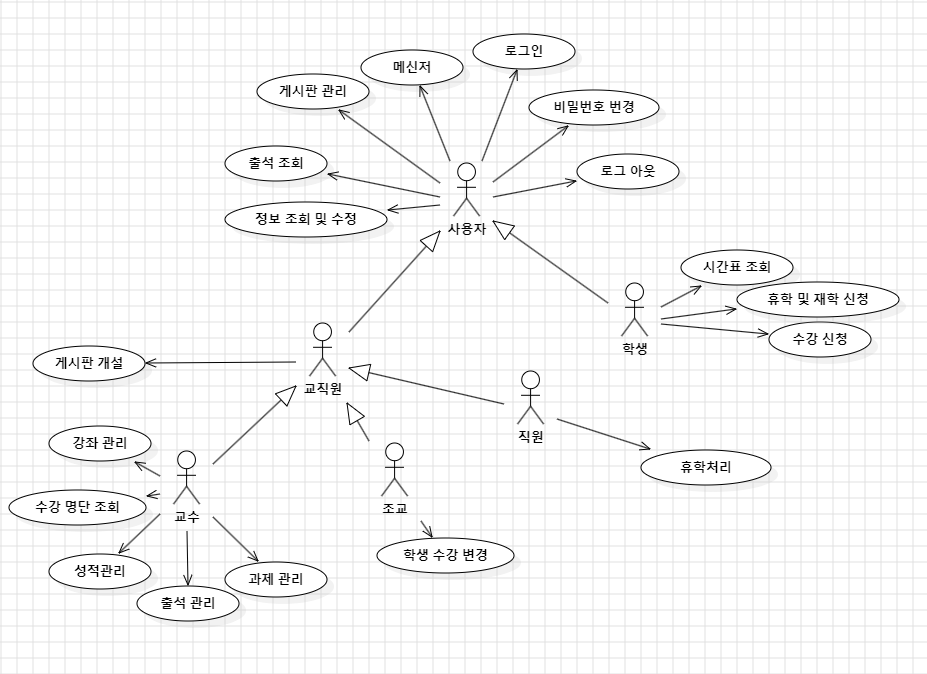 로그인
메신저
게시판 관리
비밀번호 변경
출석 조회
로그 아웃
정보 조회 및 수정
사용자
시간표 조회
휴학 및 재학 신청
수강 신청
학생
게시판 개설
교직원
직원
강좌 관리
휴학처리
수강 명단 조회
교수
조교
학생 수강 변경
성적관리
과제 관리
출석 관리